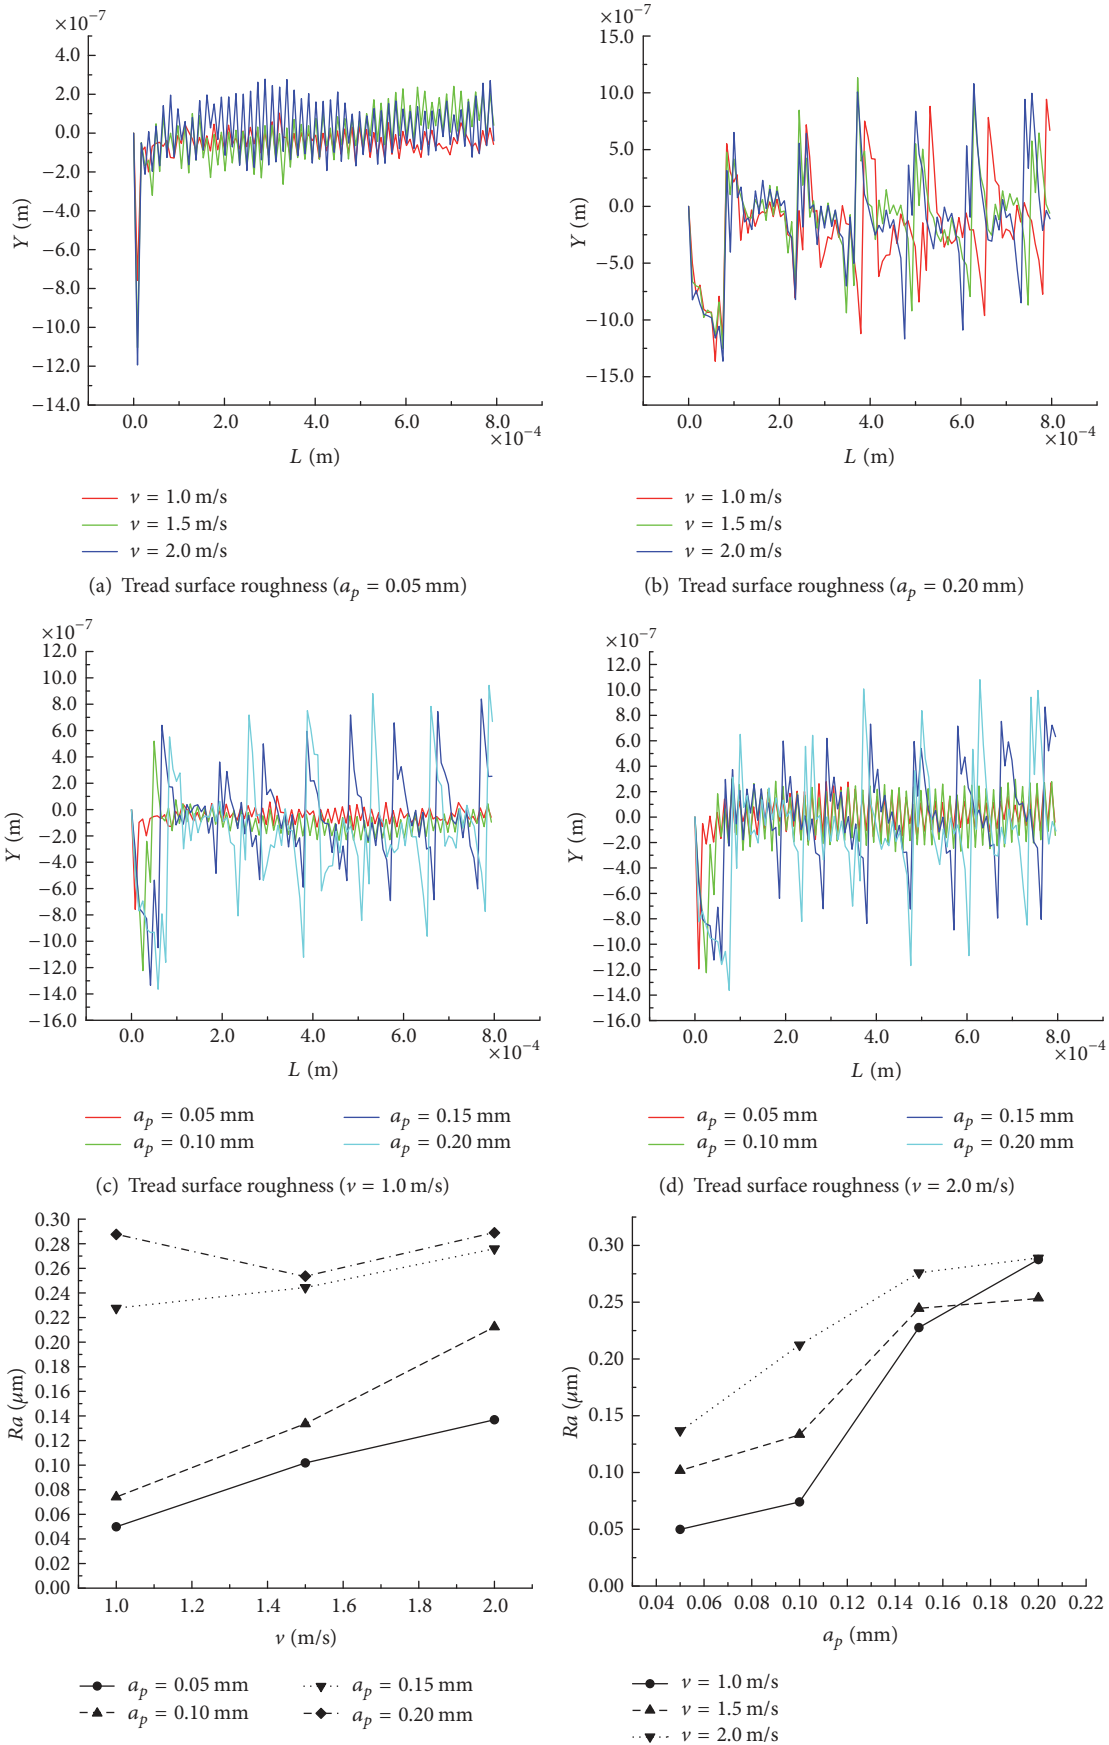 ×10⁻⁷
4.0
2.0
0.0
−2.0
−4.0
−6.0
−8.0
−10.0
−12.0
−14.0
Y (m)
0.0 2.0 4.0 6.0 8.0
×10⁻⁴
L (m)
v = 1.0 m/s
v = 1.5 m/s
v = 2.0 m/s
(a) Tread surface roughness (a_p = 0.05 mm)
×10⁻⁷
15.0
10.0
5.0
0.0
−5.0
−10.0
−15.0
Y (m)
0.0 2.0 4.0 6.0 8.0
×10⁻⁴
L (m)
v = 1.0 m/s
v = 1.5 m/s
v = 2.0 m/s
(b) Tread surface roughness (a_p = 0.20 mm)
×10⁻⁷
12.0
10.0
8.0
6.0
4.0
2.0
0.0
−2.0
−4.0
−6.0
−8.0
−10.0
−12.0
−14.0
−16.0
Y (m)
0.0 2.0 4.0 6.0 8.0
×10⁻⁴
L (m)
a_p = 0.05 mm a_p = 0.15 mm
a_p = 0.10 mm a_p = 0.20 mm
(c) Tread surface roughness (v = 1.0 m/s)
×10⁻⁷
12.0
10.0
8.0
6.0
4.0
2.0
0.0
−2.0
−4.0
−6.0
−8.0
−10.0
−12.0
−14.0
−16.0
Y (m)
0.0 2.0 4.0 6.0 8.0
×10⁻⁴
L (m)
a_p = 0.05 mm a_p = 0.15 mm
a_p = 0.10 mm a_p = 0.20 mm
(d) Tread surface roughness (v = 2.0 m/s)
0.30
0.28
0.26
0.24
0.22
0.20
0.18
0.16
0.14
0.12
0.10
0.08
0.06
0.04
0.02
0.00
Ra (μm)
1.0 1.2 1.4 1.6 1.8 2.0
v (m/s)
a_p = 0.05 mm a_p = 0.15 mm
a_p = 0.10 mm a_p = 0.20 mm
0.30
0.25
0.20
0.15
0.10
0.05
0.00
Ra (μm)
0.04 0.06 0.08 0.10 0.12 0.14 0.16 0.18 0.20 0.22
a_p (mm)
v = 1.0 m/s
v = 1.5 m/s
v = 2.0 m/s